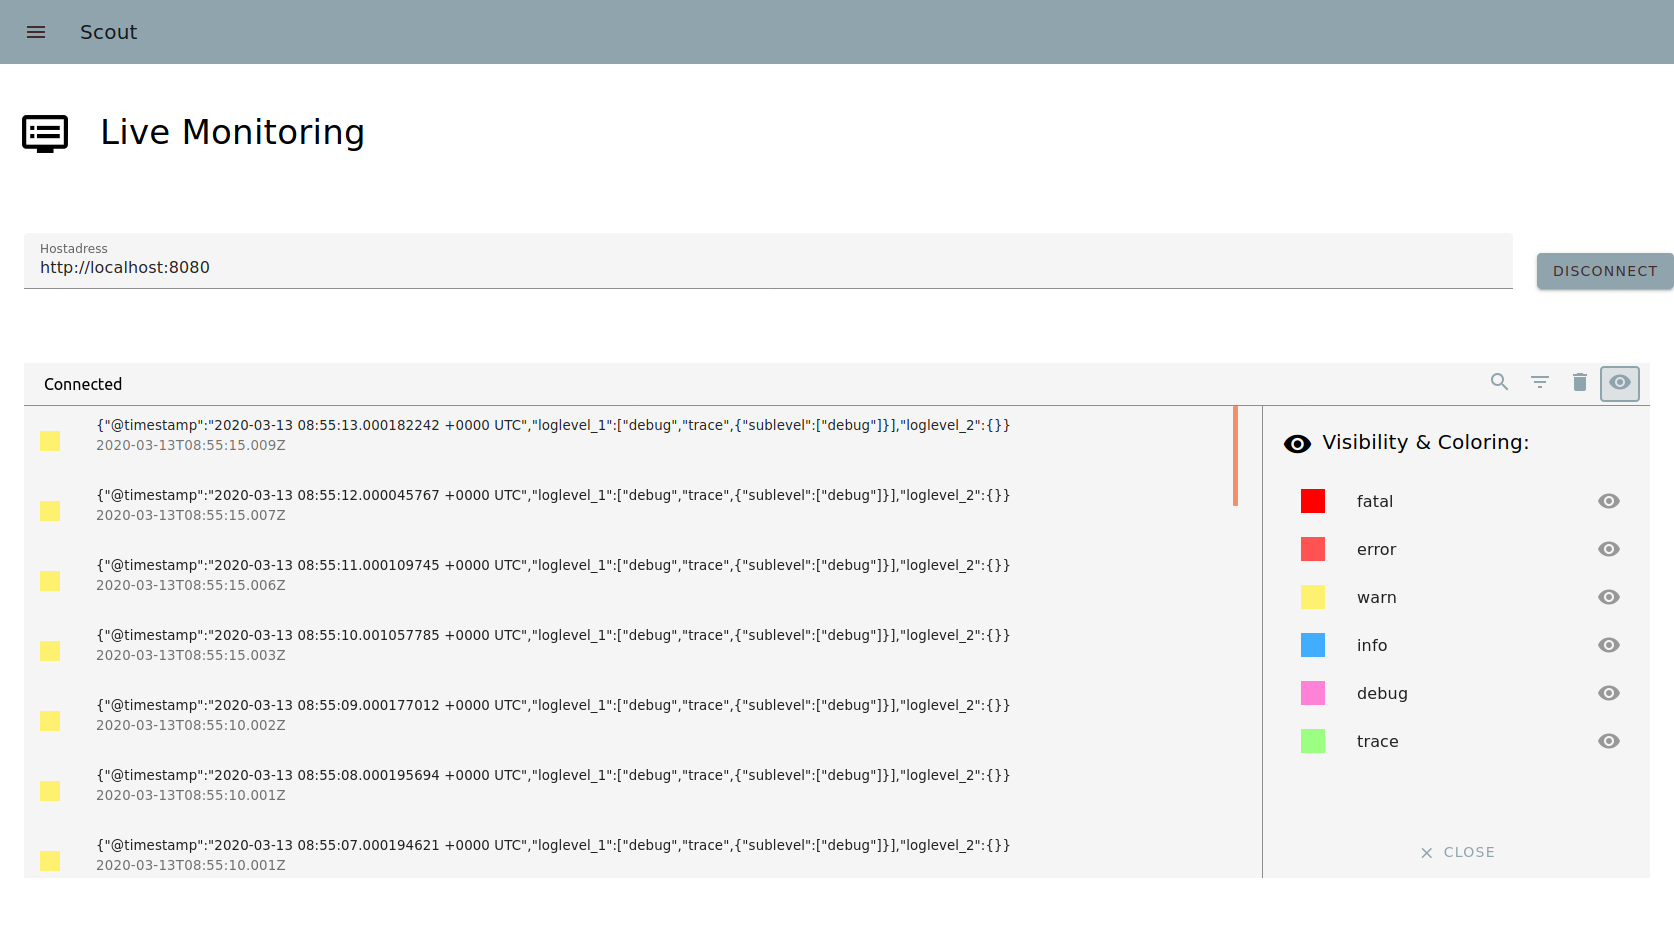 Scout
Live Monitoring
Hostadress
http://localhost:8080
DISCONNECT
Connected
{"@timestamp":"2020-03-13 08:55:13.000182242 +0000 UTC","loglevel_1":["debug","trace",{"sublevel":["debug"]}],"loglevel_2":{}}
2020-03-13T08:55:15.009Z
{"@timestamp":"2020-03-13 08:55:12.000045767 +0000 UTC","loglevel_1":["debug","trace",{"sublevel":["debug"]}],"loglevel_2":{}}
2020-03-13T08:55:15.007Z
{"@timestamp":"2020-03-13 08:55:11.000109745 +0000 UTC","loglevel_1":["debug","trace",{"sublevel":["debug"]}],"loglevel_2":{}}
2020-03-13T08:55:15.006Z
{"@timestamp":"2020-03-13 08:55:10.001057785 +0000 UTC","loglevel_1":["debug","trace",{"sublevel":["debug"]}],"loglevel_2":{}}
2020-03-13T08:55:15.003Z
{"@timestamp":"2020-03-13 08:55:09.000177012 +0000 UTC","loglevel_1":["debug","trace",{"sublevel":["debug"]}],"loglevel_2":{}}
2020-03-13T08:55:10.002Z
{"@timestamp":"2020-03-13 08:55:08.000195694 +0000 UTC","loglevel_1":["debug","trace",{"sublevel":["debug"]}],"loglevel_2":{}}
2020-03-13T08:55:10.001Z
{"@timestamp":"2020-03-13 08:55:07.000194621 +0000 UTC","loglevel_1":["debug","trace",{"sublevel":["debug"]}],"loglevel_2":{}}
2020-03-13T08:55:10.001Z
Visibility & Coloring:
fatal
error
warn
info
debug
trace
CLOSE